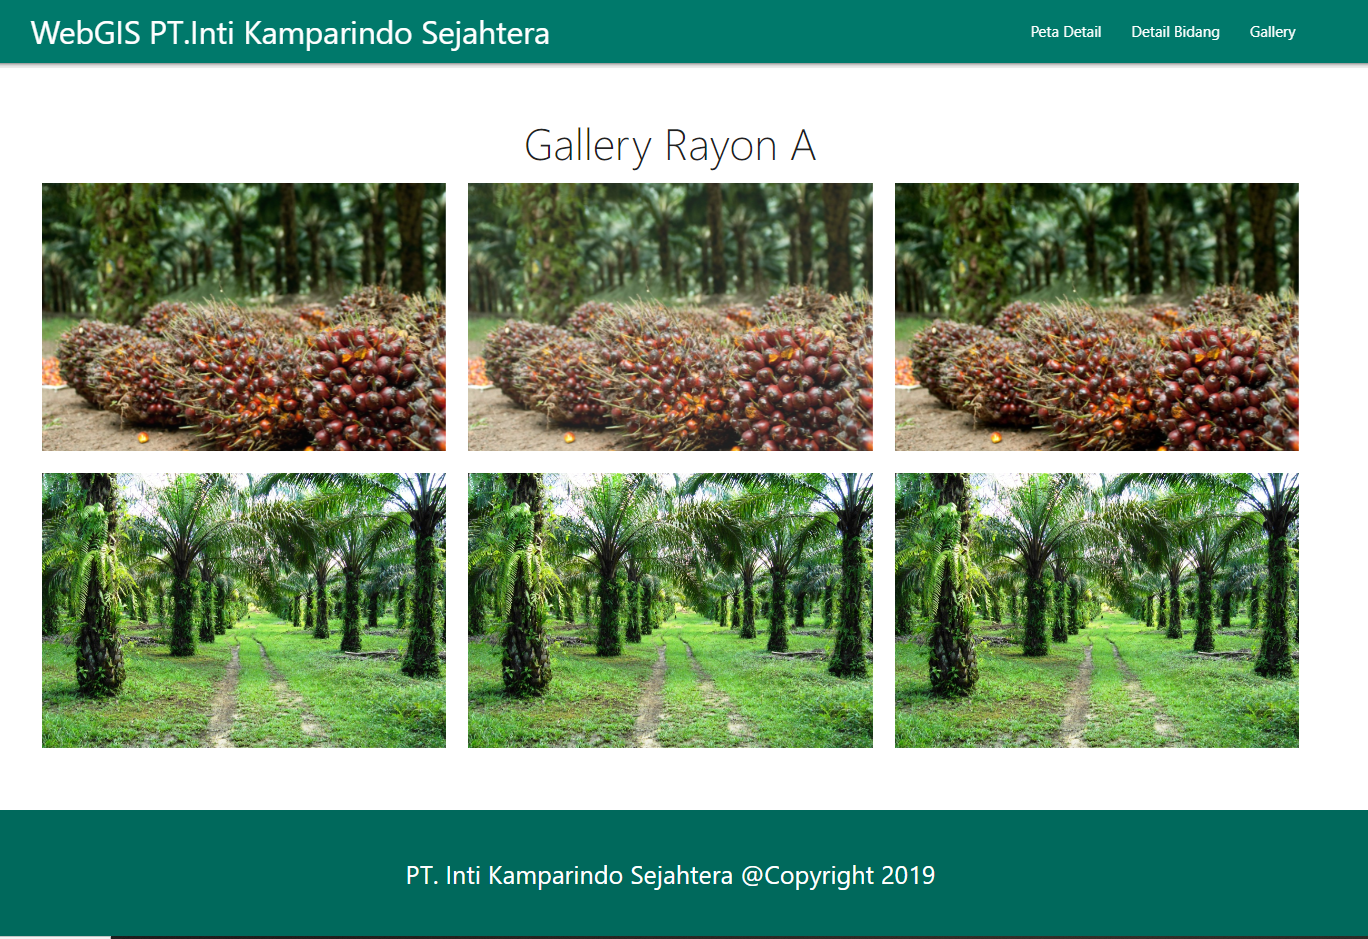 WebGIS PT.Inti Kamparindo Sejahtera
Peta Detail
Detail Bidang
Gallery
Gallery Rayon A
PT. Inti Kamparindo Sejahtera @Copyright 2019